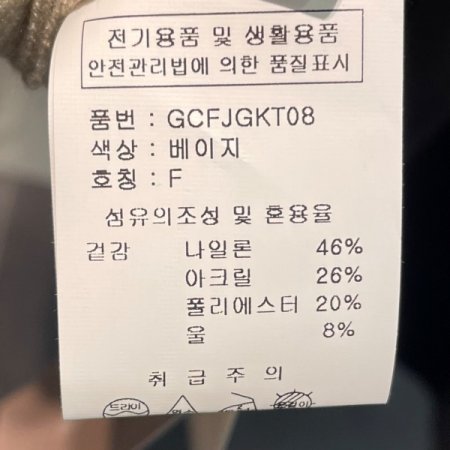 전기용품 및 생활용품
안전관리법에 의한 품질표시
품번 : GCFJGKT08
색상 : 베이지
호칭 : F
섬유의조성 및 혼용율
겉감 나일론 46%
아크릴 26%
폴리에스터 20%
울 8%
취급주의
드라이